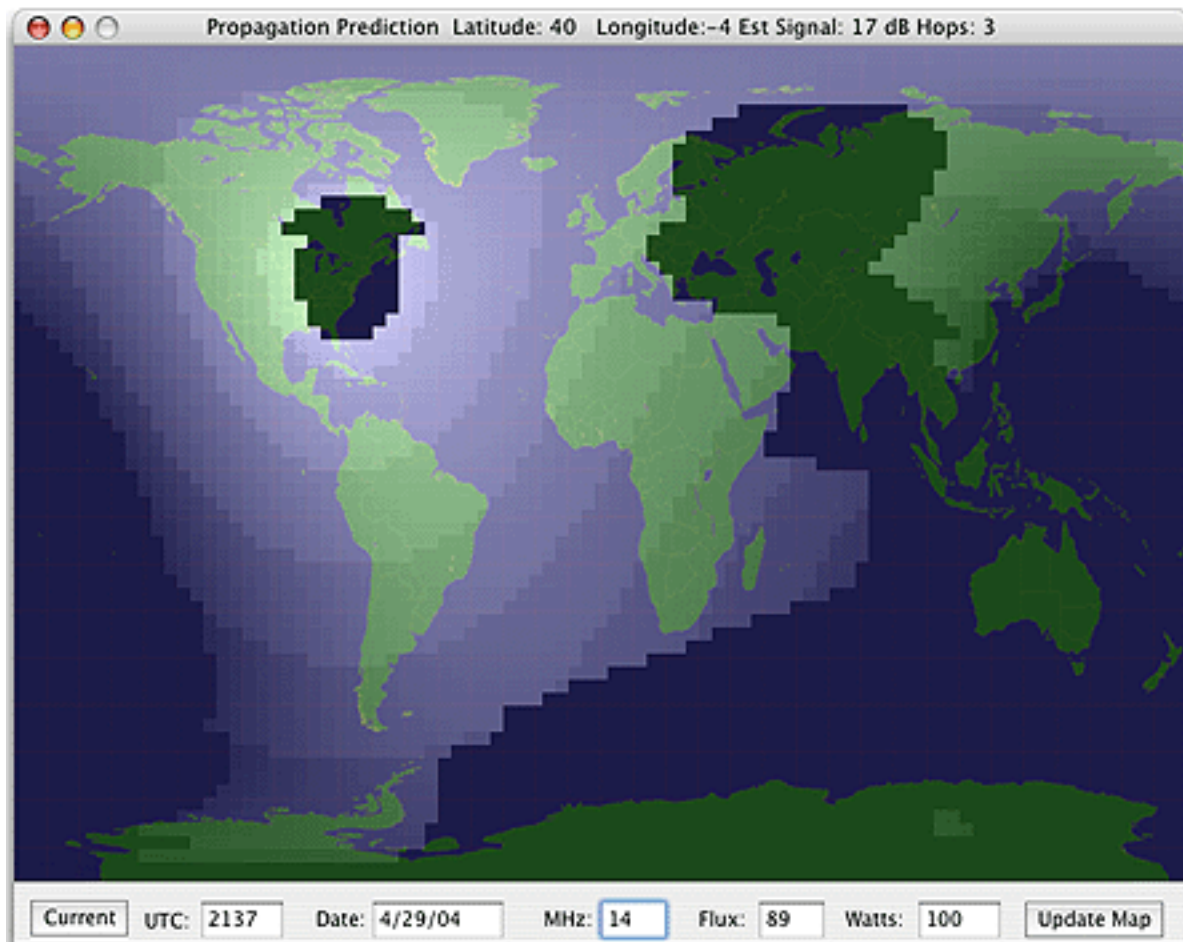 Propagation Prediction Latitude: 40 Longitude:-4 Est Signal: 17 dB Hops: 3
Current UTC: 2137 Date: 4/29/04 MHz: 14 Flux: 89 Watts: 100 Update Map